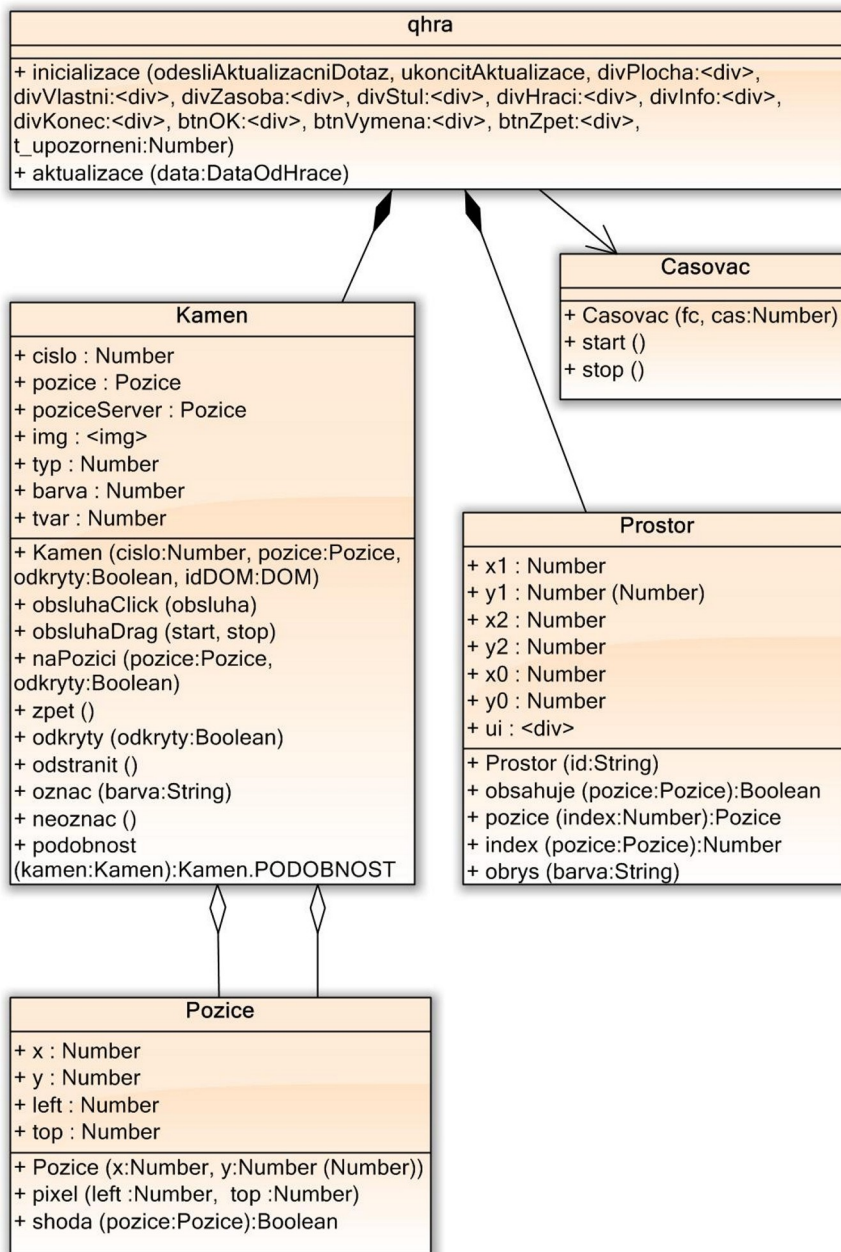 qhra
+ inicializace (odesliAktualizacniDotaz, ukoncitAktualizace, divPlocha:<div>,
divVlastni:<div>, divZasoba:<div>, divStul:<div>, divHraci:<div>, divInfo:<div>,
divKonec:<div>, btnOK:<div>, btnVymena:<div>, btnZpet:<div>,
t_upozorneni:Number)
+ aktualizace (data:DataOdHrace)
Casovac
+ Casovac (fc, cas:Number)
+ start ()
+ stop ()
Kamen
+ cislo : Number
+ pozice : Pozice
+ poziceServer : Pozice
+ img : <img>
+ typ : Number
+ barva : Number
+ tvar : Number
+ Kamen (cislo:Number, pozice:Pozice,
odkryty:Boolean, idDOM:DOM)
+ obsluhaClick (obsluha)
+ obsluhaDrag (start, stop)
+ naPozici (pozice:Pozice,
odkryty:Boolean)
+ zpet ()
+ odkryty (odkryty:Boolean)
+ odstranit ()
+ oznac (barva:String)
+ neoznac ()
+ podobnost
(kamen:Kamen):Kamen.PODOBNOST
Prostor
+ x1 : Number
+ y1 : Number (Number)
+ x2 : Number
+ y2 : Number
+ x0 : Number
+ y0 : Number
+ ui : <div>
+ Prostor (id:String)
+ obsahuje (pozice:Pozice):Boolean
+ pozice (index:Number):Pozice
+ index (pozice:Pozice):Number
+ obrys (barva:String)
Pozice
+ x : Number
+ y : Number
+ left : Number
+ top : Number
+ Pozice (x:Number, y:Number (Number))
+ pixel (left :Number,  top :Number)
+ shoda (pozice:Pozice):Boolean